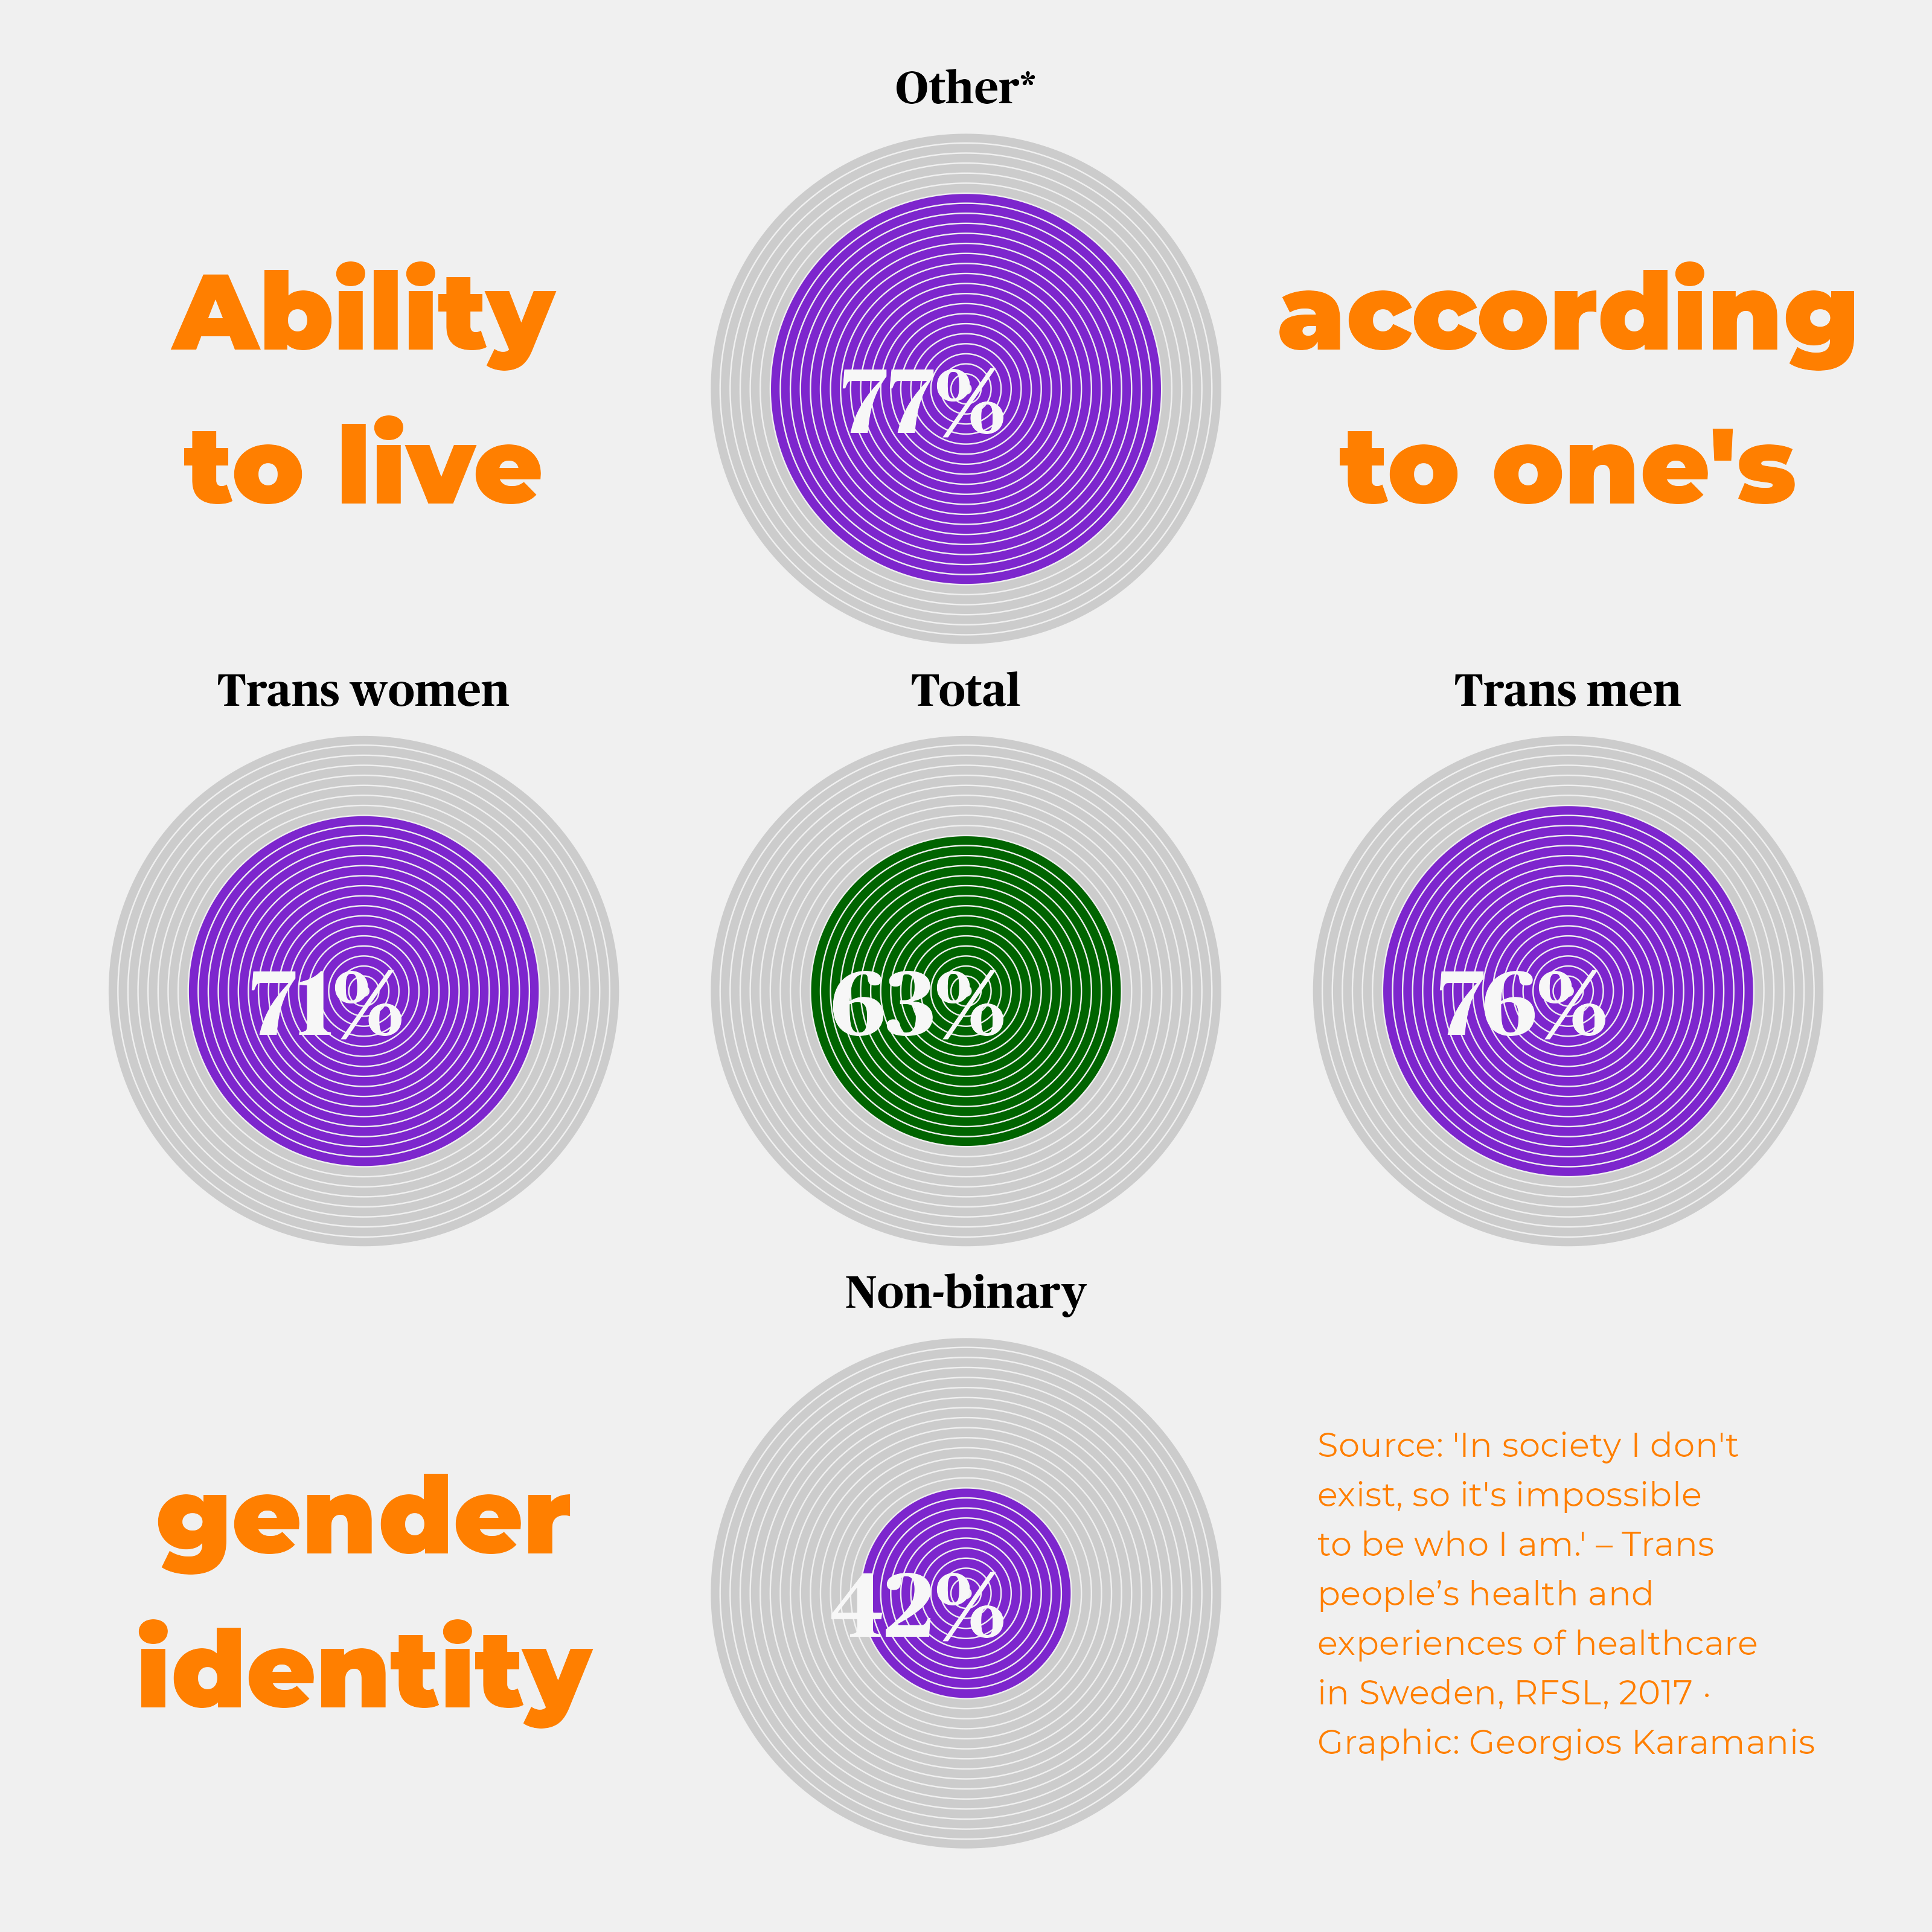 Other*
77%
Ability
to live
according
to one's
Trans women
71%
Total
63%
Trans men
76%
Non-binary
42%
gender
identity
Source: 'In society I don't
exist, so it's impossible
to be who I am.' – Trans
people’s health and
experiences of healthcare
in Sweden, RFSL, 2017 ·
Graphic: Georgios Karamanis